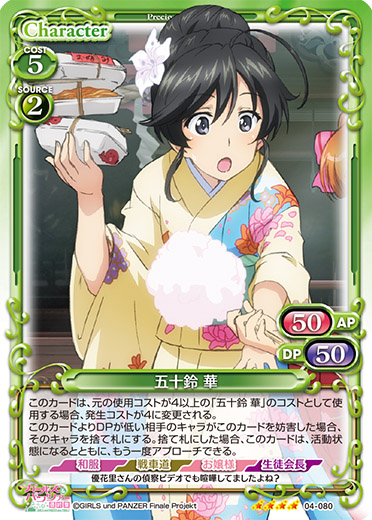 Precious
Character
COST
5
SOURCE
2
50 AP
DP 50
五十鈴 華
このカードは、元の使用コストが4以上の「五十鈴 華」のコストとして使
用する場合、発生コストが4に変更される。
このカードよりDPが低い相手のキャラがこのカードを妨害した場合、
そのキャラを捨て札にする。捨て札にした場合、このカードは、活動状
態になるとともに、もう一度アプローチできる。
和服 戦車道 お嬢様 生徒会長
優花里さんの偵察ビデオでも喧嘩してましたよね?
©GIRLS und PANZER Finale Projekt
04-080